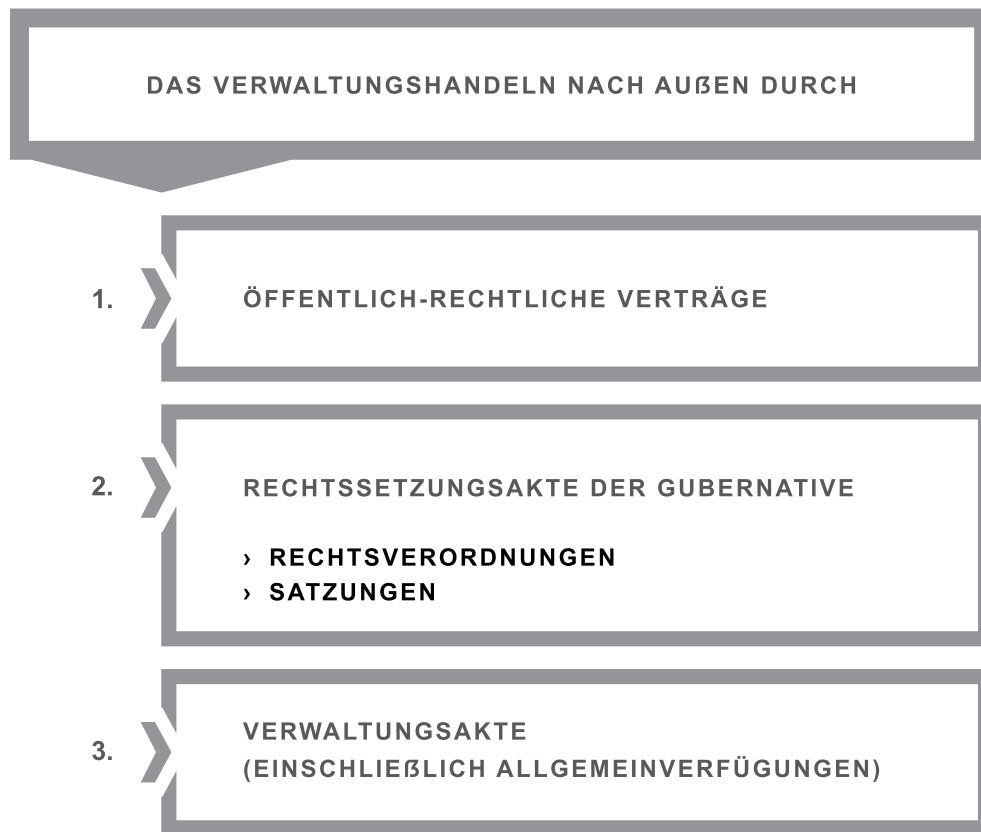 DAS VERWALTUNGSHANDELN NACH AUßEN DURCH
1. ÖFFENTLICH-RECHTLICHE VERTRÄGE
2. RECHTSSETZUNGSAKTE DER GUBERNATIVE
› RECHTSVERORDNUNGEN
› SATZUNGEN
3. VERWALTUNGSAKTE
(EINSCHLIEßLICH ALLGEMEINVERFÜGUNGEN)